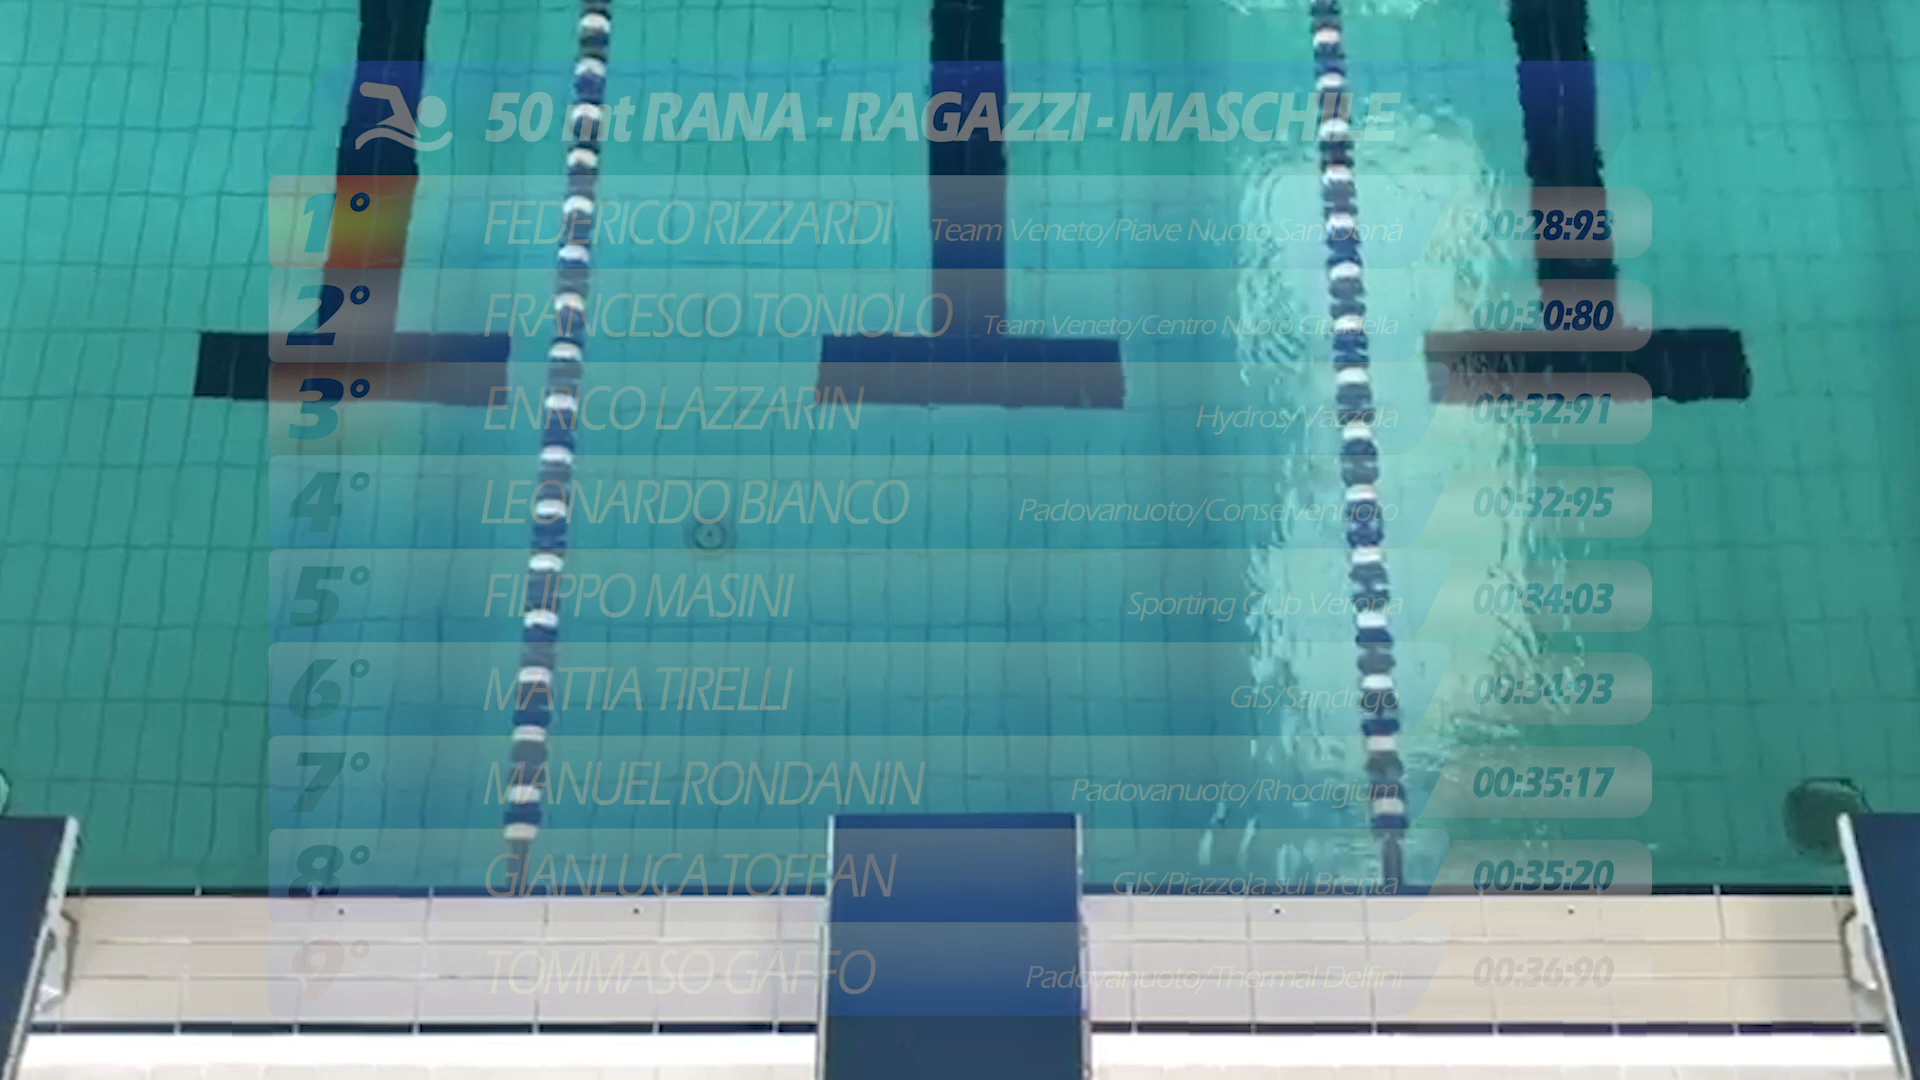 50 mt RANA - RAGAZZI - MASCHILE
1° FEDERICO RIZZARDI Team Veneto/Piave Nuoto San Donà 00:28:93
2° FRANCESCO TONIOLO Team Veneto/Centro Nuoto Cittadella 00:30:80
3° ENRICO LAZZARIN Hydros/Vazzola 00:32:91
4° LEONARDO BIANCO Padovanuoto/Conselvenuoto 00:32:95
5° FILIPPO MASINI Sporting Club Verona 00:34:03
6° MATTIA TIRELLI GIS/Sandrigo 00:34:93
7° MANUEL RONDANIN Padovanuoto/Rhodigium 00:35:17
8° GIANLUCA TOFFAN GIS/Piazzola sul Brenta 00:35:20
9° TOMMASO GAFFO Padovanuoto/Thermal Delfini 00:36:90